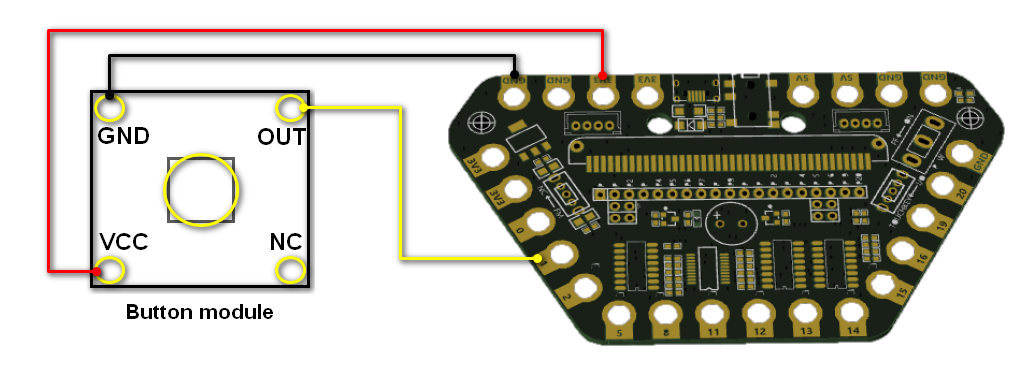 GND
OUT
VCC
NC
Button module
GND
GND
3V3
3V3
5V
5V
GND
GND
3V3
3V3
0
1
2
5
8
11
12
13
14
15
16
19
20
GND